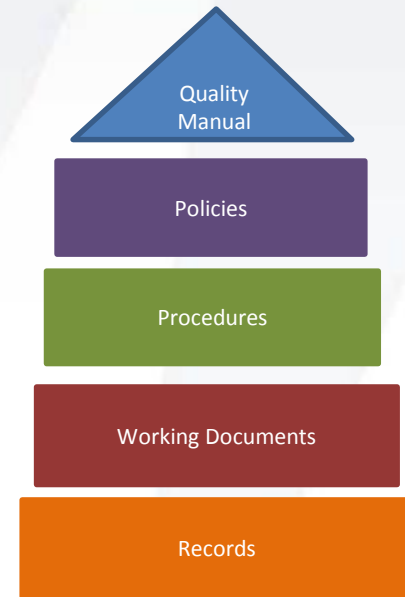 Quality
Manual
Policies
Procedures
Working Documents
Records